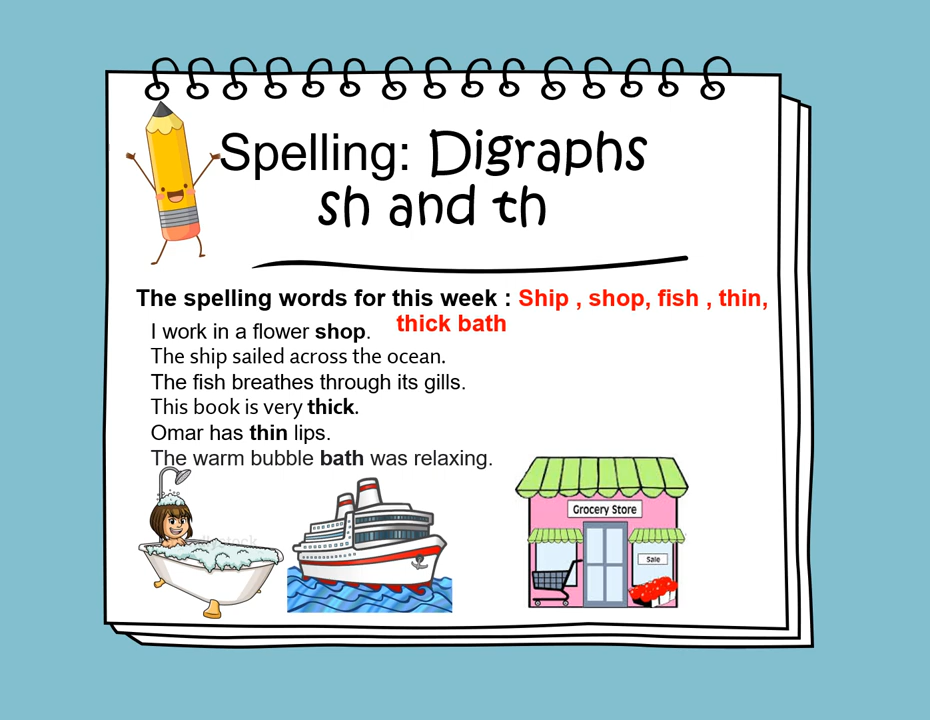 Spelling: Digraphs
sh and th
The spelling words for this week : Ship , shop, fish , thin,
thick bath
I work in a flower shop.
The ship sailed across the ocean.
The fish breathes through its gills.
This book is very thick.
Omar has thin lips.
The warm bubble bath was relaxing.
Grocery Store
Sale